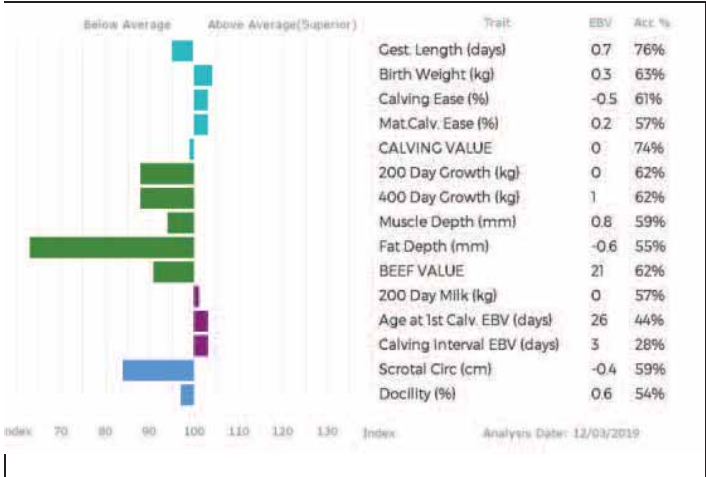 Below Average Above Average(Superior) Trait EBV Acc. %
Gest. Length (days) 0.7 76%
Birth Weight (kg) 0.3 63%
Calving Ease (%) -0.5 61%
Mat.Calv. Ease (%) 0.2 57%
CALVING VALUE 0 74%
200 Day Growth (kg) 0 62%
400 Day Growth (kg) 1 62%
Muscle Depth (mm) 0.8 59%
Fat Depth (mm) -0.6 55%
BEEF VALUE 21 62%
200 Day Milk (kg) 0 57%
Age at 1st Calv. EBV (days) 26 44%
Calving Interval EBV (days) 3 28%
Scrotal Circ (cm) -0.4 59%
Docility (%) 0.6 54%
ndex 70 80 90 100 110 120 130 Index Analysis Date: 12/03/2019